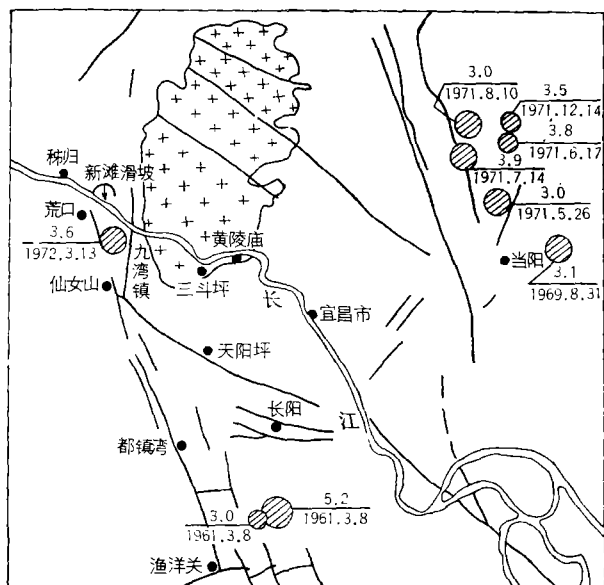 3.0
1971.8.10
3.5
1971.12.14
3.8
1971.6.17
3.9
1971.7.14
3.0
1971.5.26
秭归
新滩滑坡
荒口
3.6
1972.3.13
九湾镇
黄陵庙
三斗坪
当阳
3.1
1969.8.31
仙女山
长
宜昌市
天阳坪
长阳
江
都镇湾
5.2
1961.3.8
3.0
1961.3.8
渔洋关